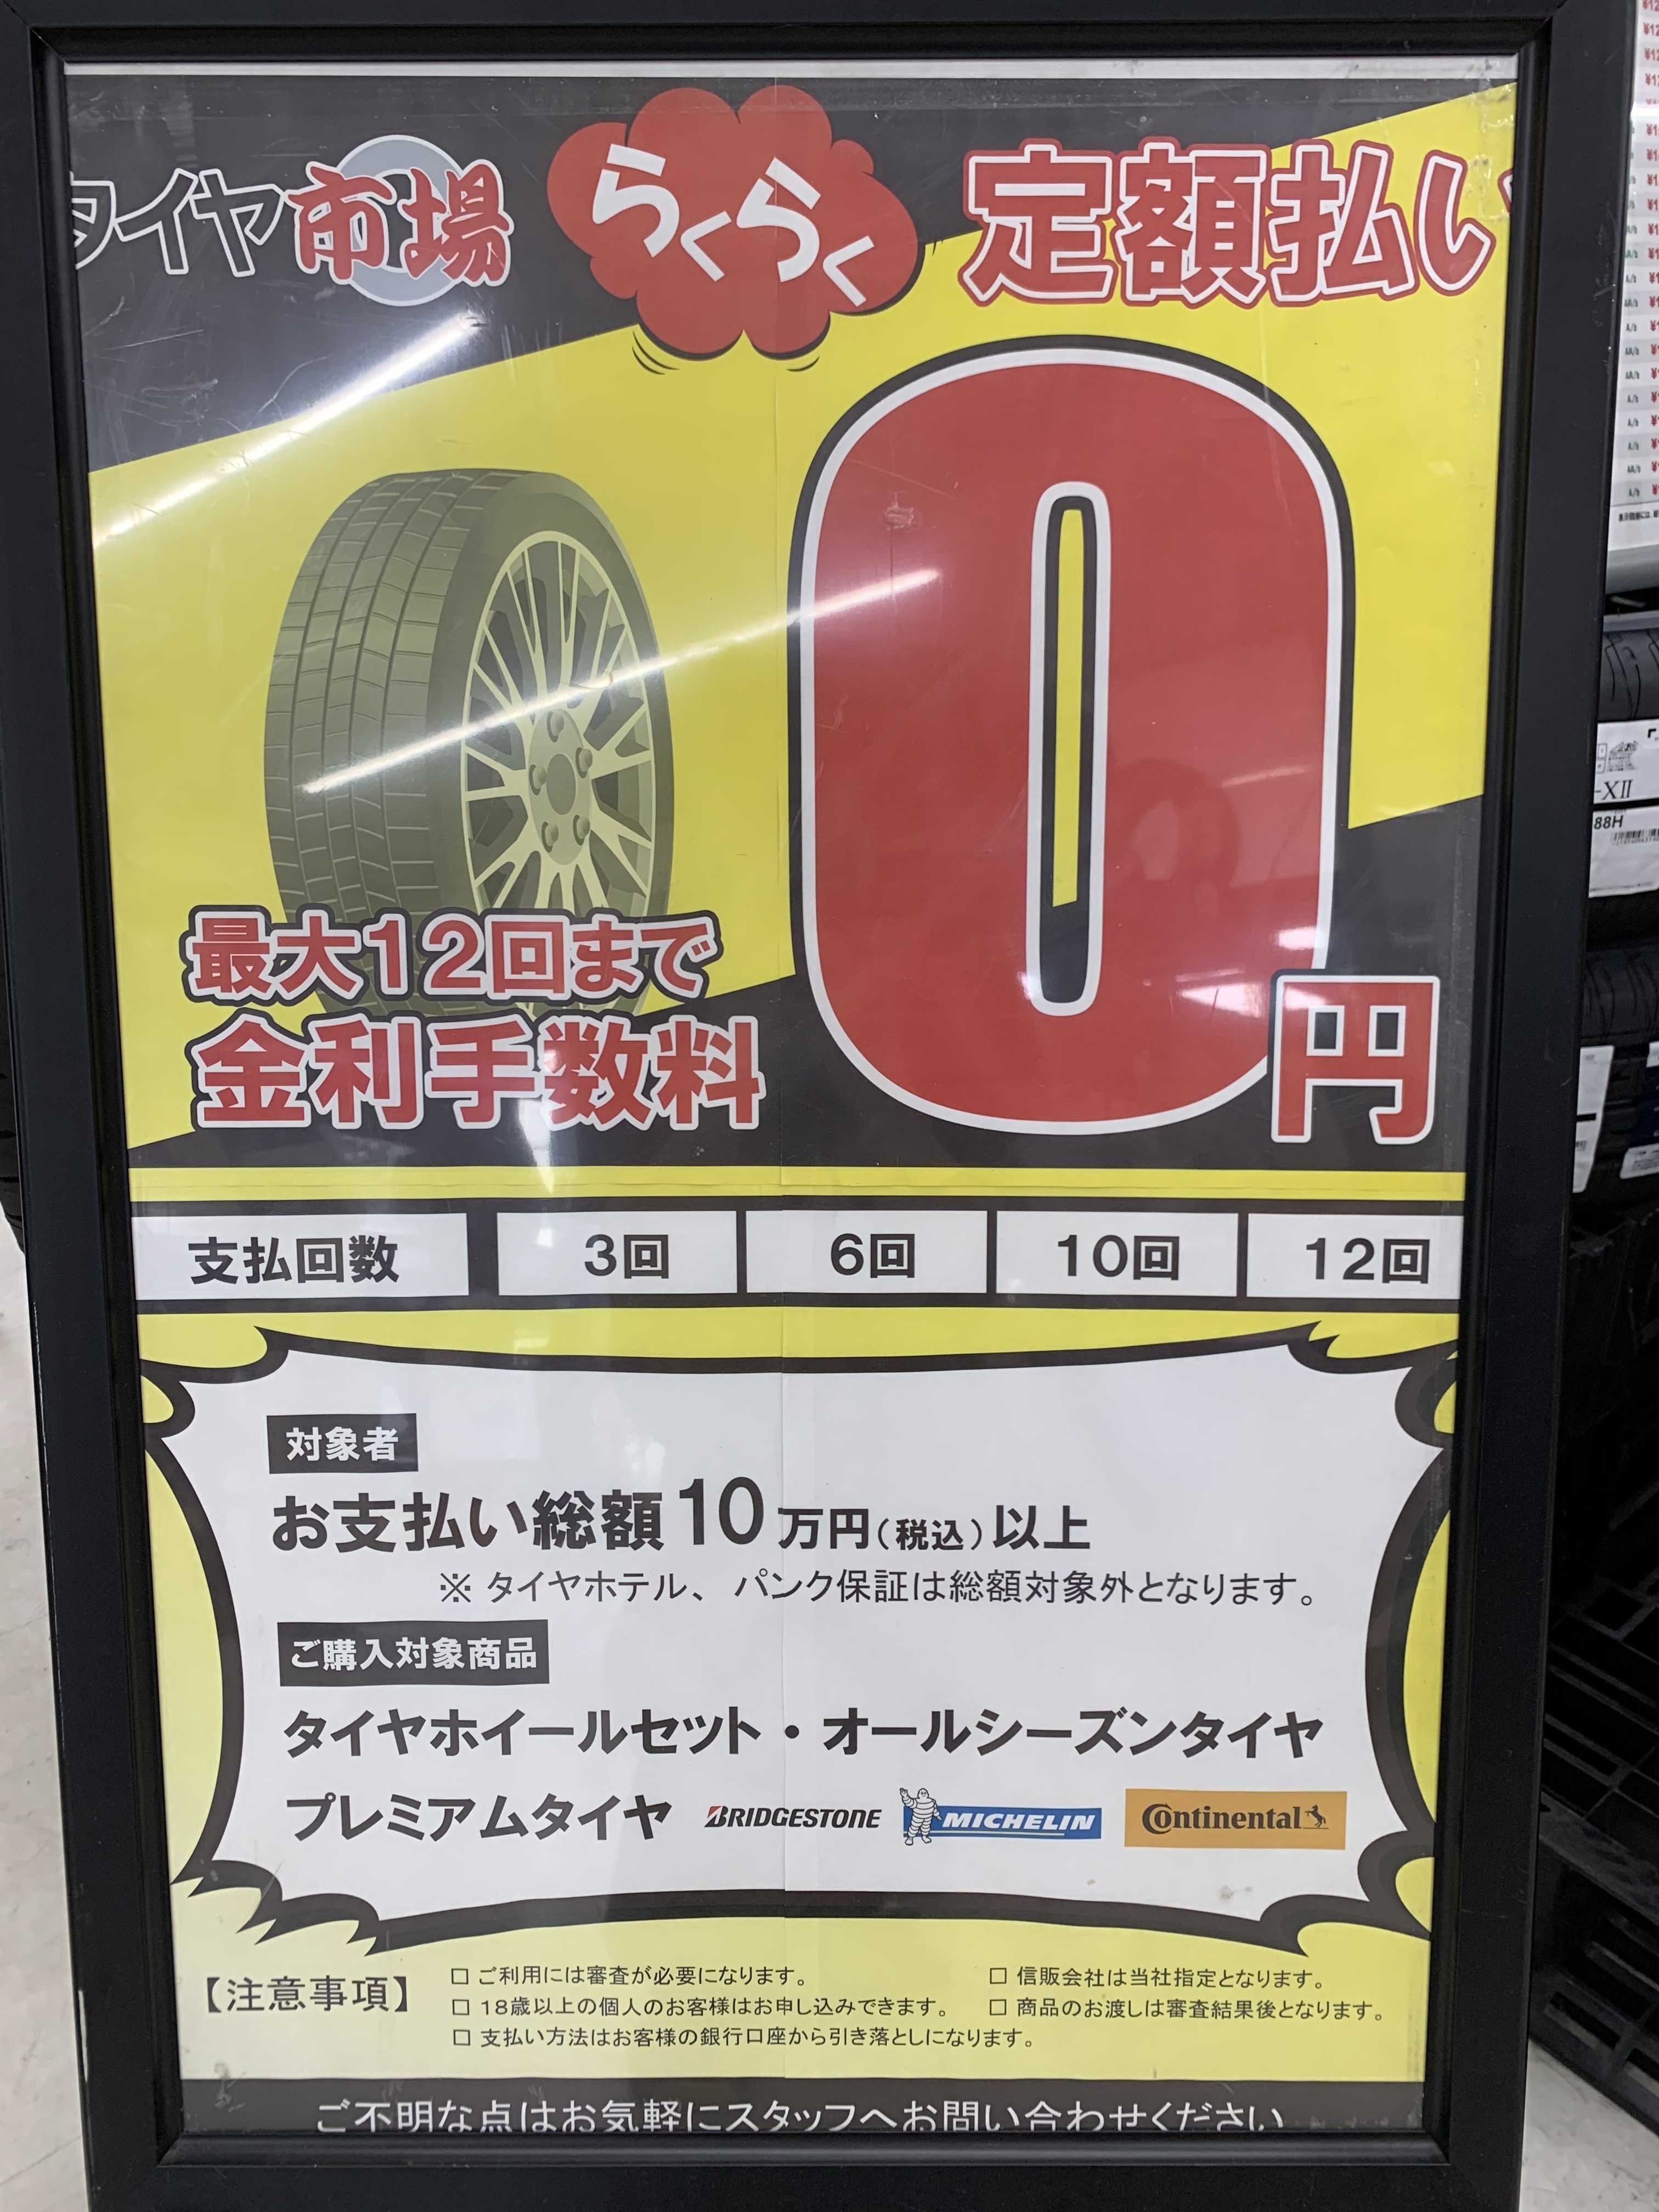 タイヤ市場 らくらく 定額払い
最大12回まで
金利手数料 0円
支払回数 3回 6回 10回 12回
対象者
お支払い総額10万円(税込)以上
※ タイヤホテル、パンク保証は総額対象外となります。
ご購入対象商品
タイヤホイールセット・オールシーズンタイヤ
プレミアムタイヤ BRIDGESTONE MICHELIN Continental
【注意事項】
□ ご利用には審査が必要になります。
□ 18歳以上の個人のお客様はお申し込みできます。
□ 支払い方法はお客様の銀行口座から引き落としになります。
□ 信販会社は当社指定となります。
□ 商品のお渡しは審査結果後となります。
ご不明な点はお気軽にスタッフへお問い合わせください
-XII
88H